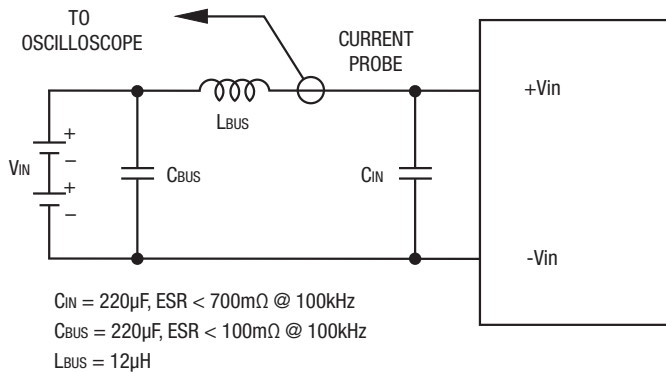 TO
OSCILLOSCOPE
CURRENT
PROBE
LBUS
+Vin
VIN
+
−
+
−
CBUS
CIN
-Vin
CIN = 220µF, ESR < 700mΩ @ 100kHz
CBUS = 220µF, ESR < 100mΩ @ 100kHz
LBUS = 12µH